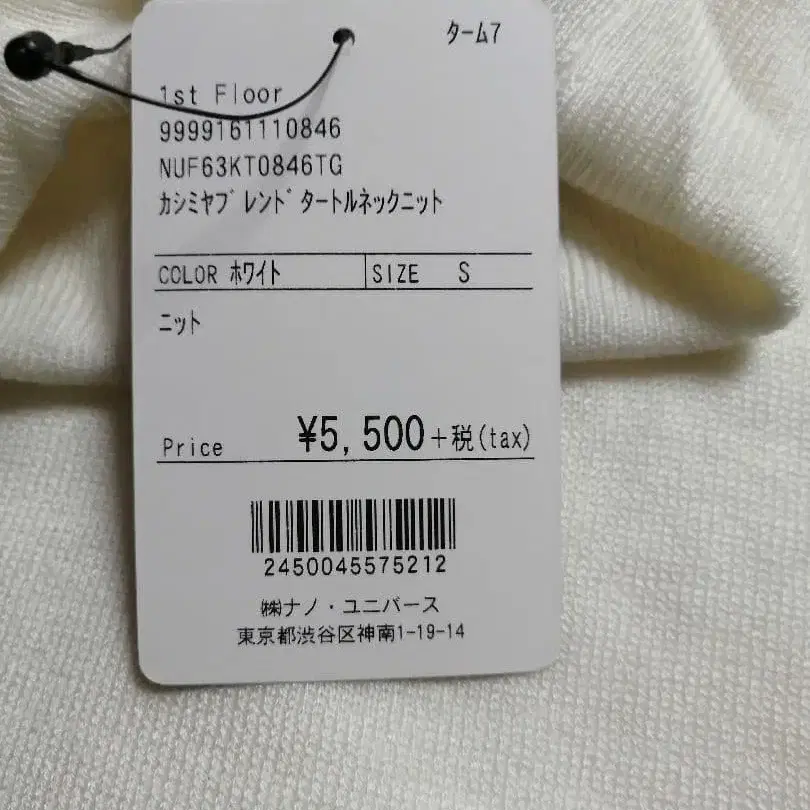 ターム7
1st Floor
9999161110846
NUF63KT0846TG
カシミヤブレンドタートルネックニット
COLOR ホワイト SIZE S
ニット
Price ¥5,500+税(tax)
2450045575212
㈱ナノ・ユニバース
東京都渋谷区神南1-19-14